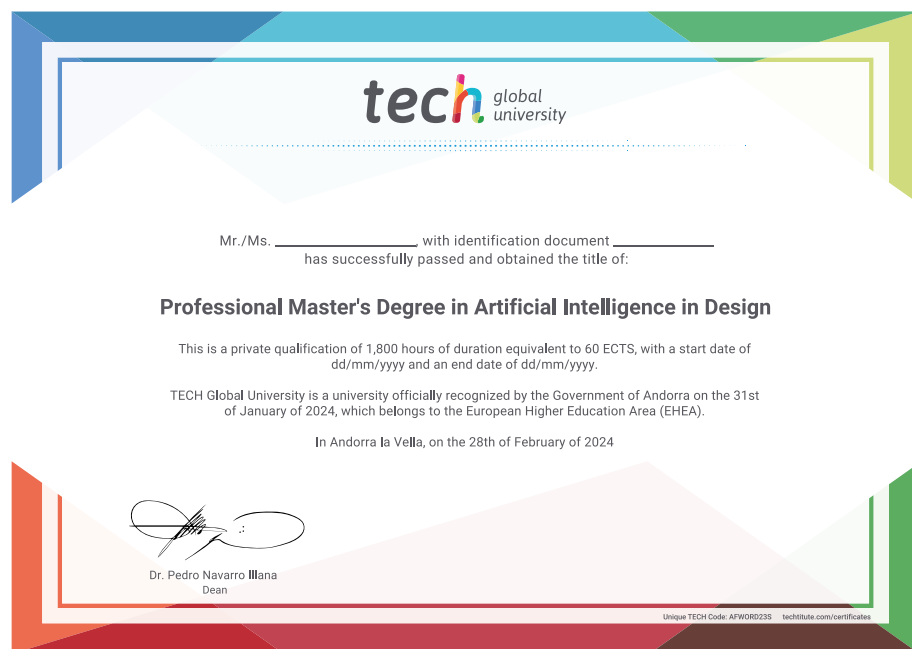 tech global
university
Mr./Ms. ____________, with identification document ____________
has successfully passed and obtained the title of:
Professional Master's Degree in Artificial Intelligence in Design
This is a private qualification of 1,800 hours of duration equivalent to 60 ECTS, with a start date of
dd/mm/yyyy and an end date of dd/mm/yyyy.
TECH Global University is a university officially recognized by the Government of Andorra on the 31st
of January of 2024, which belongs to the European Higher Education Area (EHEA).
In Andorra la Vella, on the 28th of February of 2024
Dr. Pedro Navarro Illana
Dean
Unique TECH Code: AFWORD23S techtitute.com/certificates